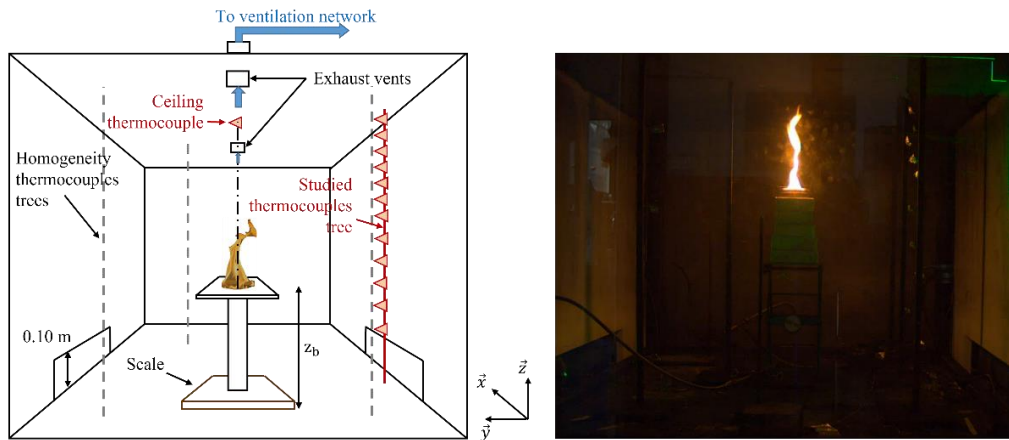 To ventilation network
Exhaust vents
Ceiling
thermocouple
Homogeneity
thermocouples
trees
Studied
thermocouples
tree
0.10 m
Scale
z_b
x⃗
y⃗
z⃗